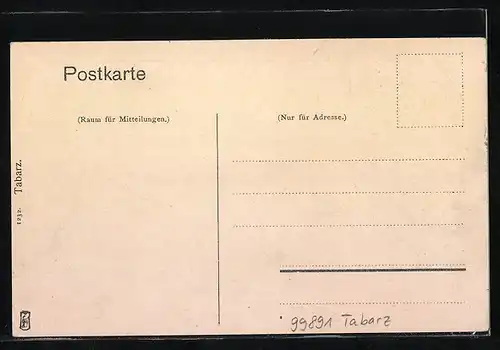 Postkarte
(Raum für Mitteilungen.)
(Nur für Adresse.)
1232. Tabarz.
99891 Tabarz